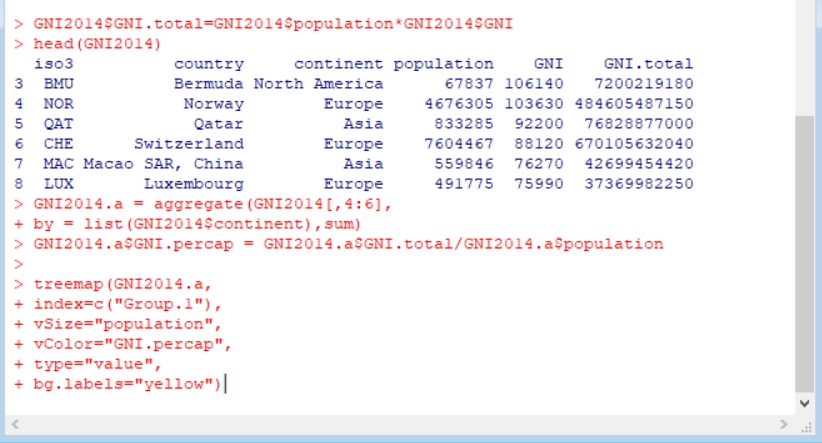 > GNI2014$GNI.total=GNI2014$population*GNI2014$GNI
> head(GNI2014)
  iso3          country     continent population    GNI    GNI.total
3  BMU          Bermuda North America      67837 106140   7200219180
4  NOR           Norway        Europe    4676305 103630 484605487150
5  QAT            Qatar          Asia     833285  92200  76828877000
6  CHE      Switzerland        Europe    7604467  88120 670105632040
7  MAC Macao SAR, China          Asia     559846  76270  42699454420
8  LUX       Luxembourg        Europe     491775  75990  37369982250
> GNI2014.a = aggregate(GNI2014[,4:6],
+ by = list(GNI2014$continent),sum)
> GNI2014.a$GNI.percap = GNI2014.a$GNI.total/GNI2014.a$population
>
> treemap(GNI2014.a,
+ index=c("Group.1"),
+ vSize="population",
+ vColor="GNI.percap",
+ type="value",
+ bg.labels="yellow")